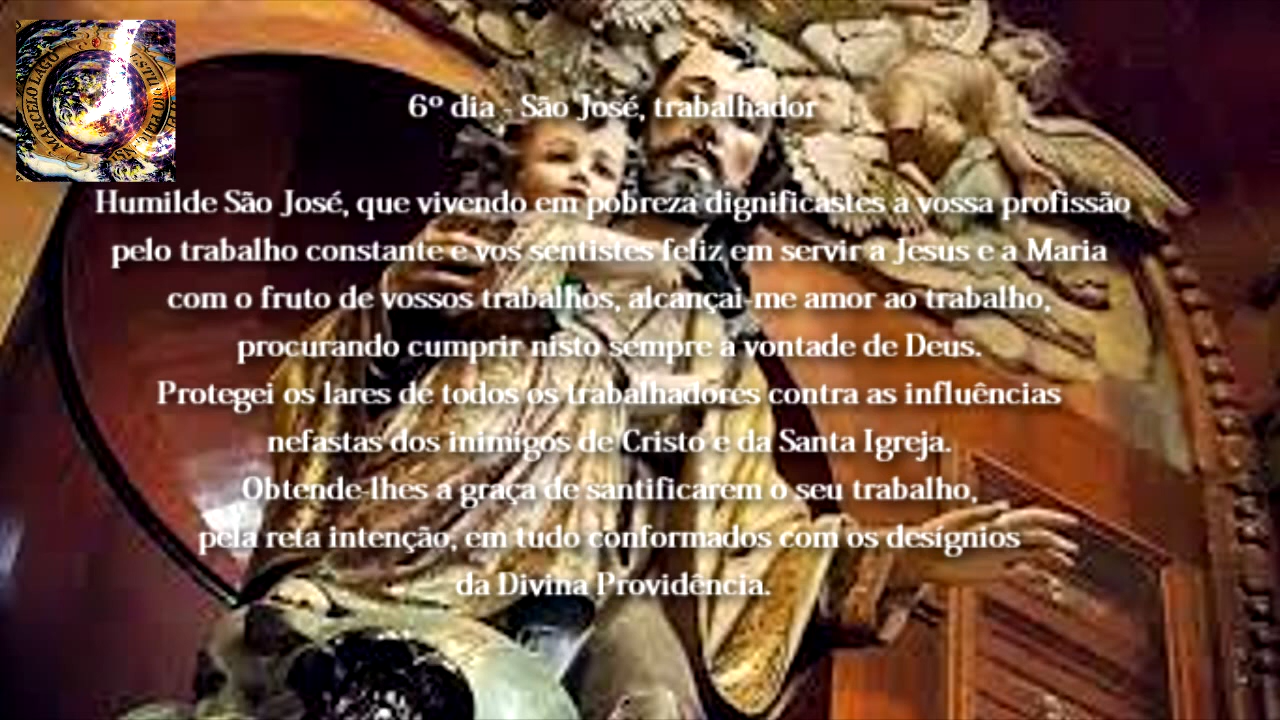 MARCELO LAGO
6º dia - São José, trabalhador
Humilde São José, que vivendo em pobreza dignificastes a vossa profissão
pelo trabalho constante e vos sentistes feliz em servir a Jesus e a Maria
com o fruto de vossos trabalhos, alcançai-me amor ao trabalho,
procurando cumprir nisto sempre a vontade de Deus.
Protegei os lares de todos os trabalhadores contra as influências
nefastas dos inimigos de Cristo e da Santa Igreja.
Obtende-lhes a graça de santificarem o seu trabalho,
pela reta intenção, em tudo conformados com os desígnios
da Divina Providência.